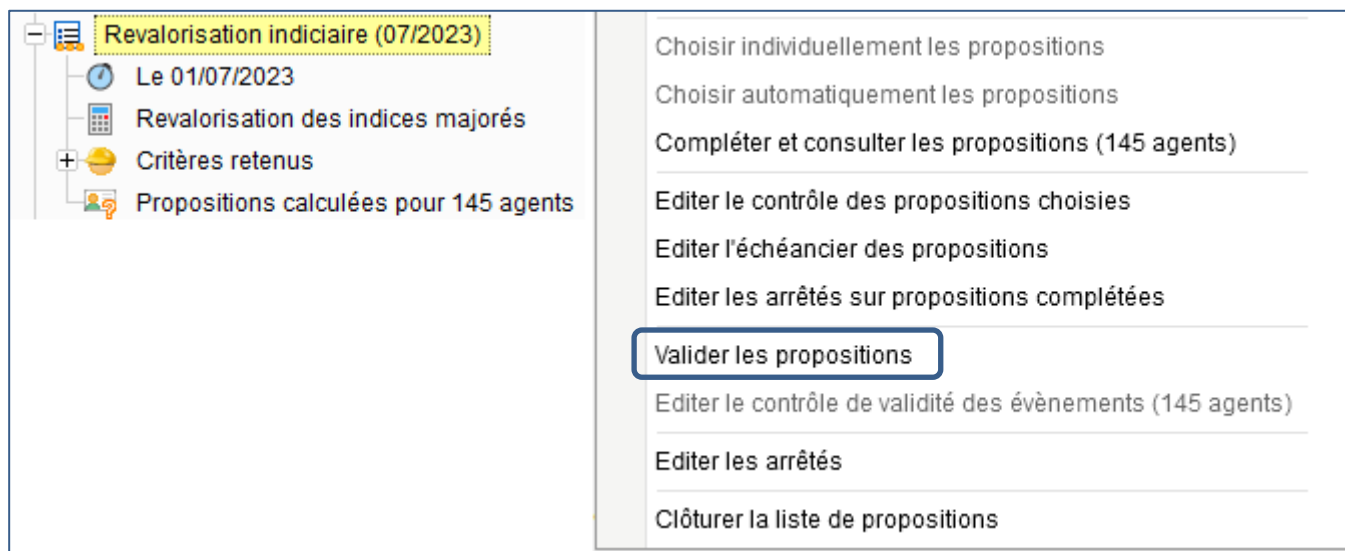 Revalorisation indiciaire (07/2023)
Le 01/07/2023
Revalorisation des indices majorés
Critères retenus
Propositions calculées pour 145 agents
Choisir individuellement les propositions
Choisir automatiquement les propositions
Compléter et consulter les propositions (145 agents)
Editer le contrôle des propositions choisies
Editer l'échéancier des propositions
Editer les arrêtés sur propositions complétées
Valider les propositions
Editer le contrôle de validité des évènements (145 agents)
Editer les arrêtés
Clôturer la liste de propositions